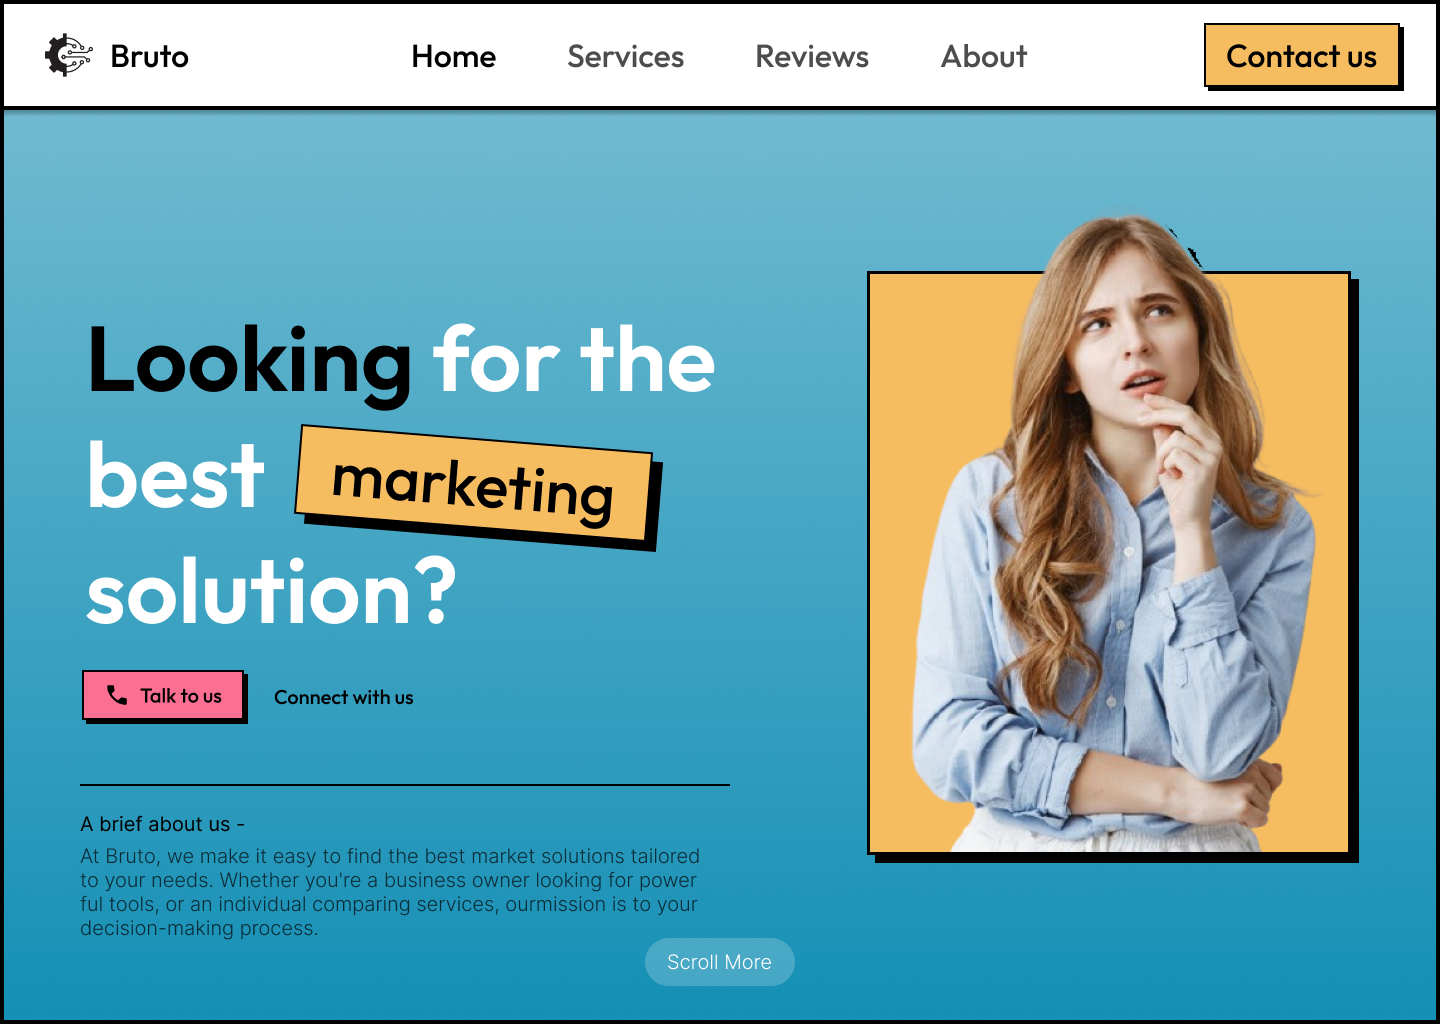 Bruto
Home
Services
Reviews
About
Contact us
Looking for the
best marketing
solution?
Talk to us
Connect with us
A brief about us -
At Bruto, we make it easy to find the best market solutions tailored
to your needs. Whether you're a business owner looking for power
ful tools, or an individual comparing services, ourmission is to your
decision-making process.
Scroll More